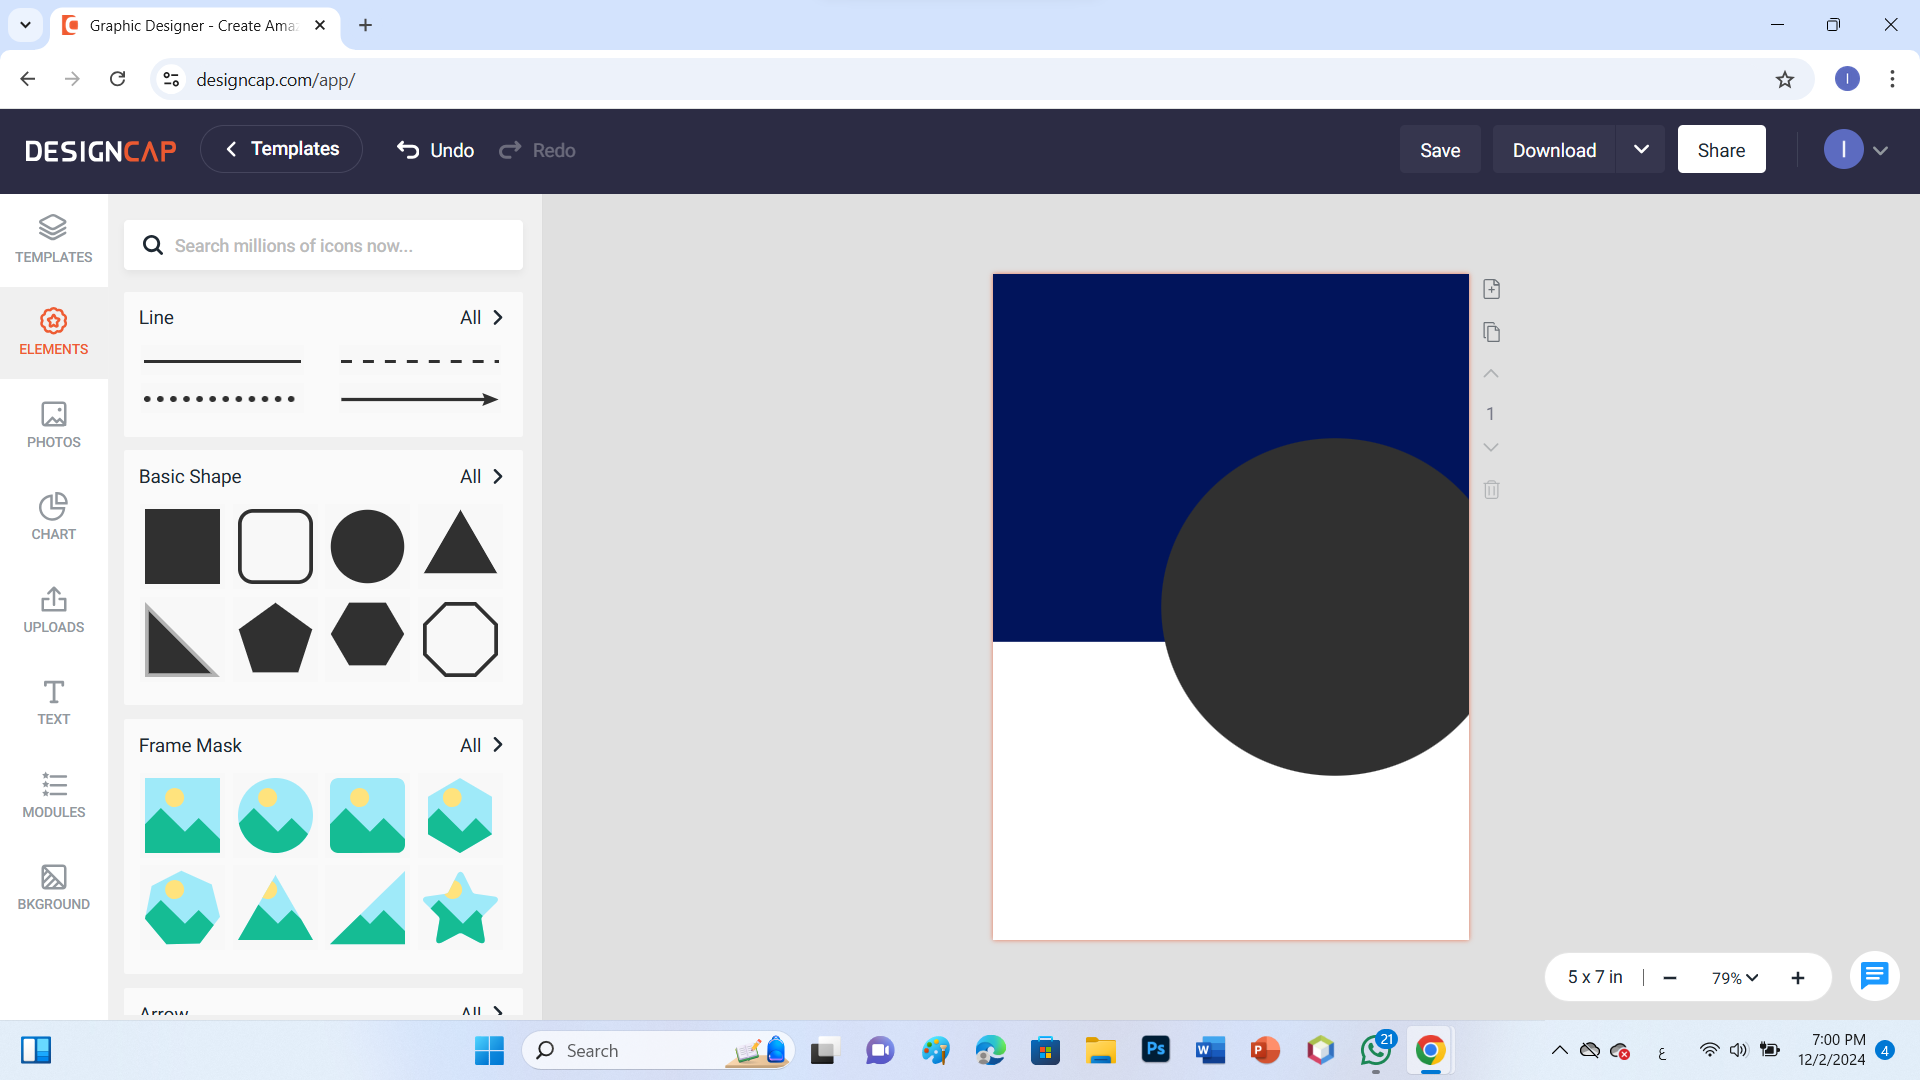 Graphic Designer - Create Ama
designcap.com/app/
DESIGNCAP
Templates
Undo
Redo
Save
Download
Share
I
I
TEMPLATES
ELEMENTS
PHOTOS
CHART
UPLOADS
TEXT
MODULES
BKGROUND
Search millions of icons now...
Line
All
Basic Shape
All
Frame Mask
All
Arrow
All
1
5 x 7 in
79%
Search
Ps
W
P
21
ع
7:00 PM
12/2/2024
4